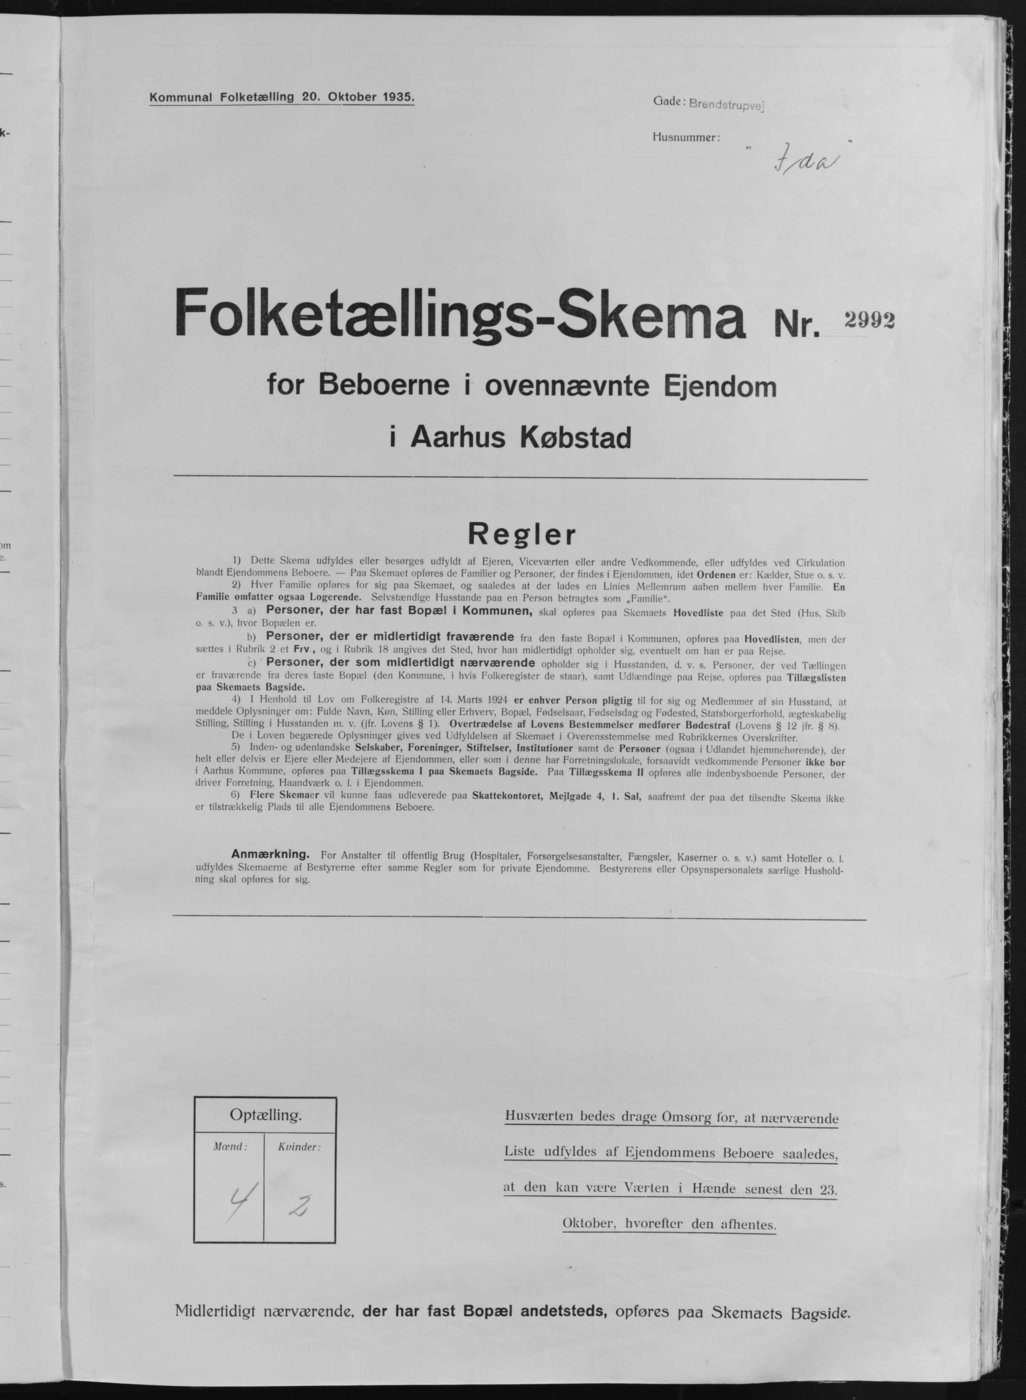 Kommunal Folketælling 20. Oktober 1935.
Gade: Brendstrupvej
Husnummer:
" Ida "
Folketællings-Skema Nr. 2992
for Beboerne i ovennævnte Ejendom
i Aarhus Købstad
Regler
1) Dette Skema udfyldes eller besørges udfyldt af Ejeren, Viceværten eller andre Vedkommende, eller udfyldes ved Cirkulation
blandt Ejendommens Beboere. — Paa Skemaet opføres de Familier og Personer, der findes i Ejendommen, idet Ordenen er: Kælder, Stue o. s. v.
2) Hver Familie opføres for sig paa Skemaet, og saaledes at der lades en Linies Mellemrum aaben mellem hver Familie. En
Familie omfatter ogsaa Logerende. Selvstændige Husstande paa en Person betragtes som „Familie“.
3 a) Personer, der har fast Bopæl i Kommunen, skal opføres paa Skemaets Hovedliste paa det Sted (Hus, Skib
o. s. v.), hvor Bopælen er.
b) Personer, der er midlertidigt fraværende fra den faste Bopæl i Kommunen, opføres paa Hovedlisten, men der
sættes i Rubrik 2 et Frv., og i Rubrik 18 angives det Sted, hvor han midlertidigt opholder sig, eventuelt om han er paa Rejse.
c) Personer, der som midlertidigt nærværende opholder sig i Husstanden, d. v. s. Personer, der ved Tællingen
er fraværende fra deres faste Bopæl (den Kommune, i hvis Folkeregister de staar), samt Udlændinge paa Rejse, opføres paa Tillægslisten
paa Skemaets Bagside.
4) I Henhold til Lov om Folkeregistre af 14. Marts 1924 er enhver Person pligtig til for sig og Medlemmer af sin Husstand, at
meddele Oplysninger om: Fulde Navn, Køn, Stilling eller Erhverv, Bopæl, Fødselsaar, Fødselsdag og Fødested, Statsborgerforhold, ægteskabelig
Stilling, Stilling i Husstanden m. v. (jfr. Lovens § 1). Overtrædelse af Lovens Bestemmelser medfører Bødestraf (Lovens § 12 jfr. § 8).
De i Loven begærede Oplysninger gives ved Udfyldelsen af Skemaet i Overensstemmelse med Rubrikkernes Overskrifter.
5) Inden- og udenlandske Selskaber, Foreninger, Stiftelser, Institutioner samt de Personer (ogsaa i Udlandet hjemmehørende), der
helt eller delvis er Ejere eller Medejere af Ejendommen, eller som i denne har Forretningslokale, forsaavidt vedkommende Personer ikke bor
i Aarhus Kommune, opføres paa Tillægsskema I paa Skemaets Bagside. Paa Tillægsskema II opføres alle indenbysboende Personer, der
driver Forretning, Haandværk o. l. i Ejendommen.
6) Flere Skemaer vil kunne faas udleverede paa Skattekontoret, Mejlgade 4, 1. Sal, saafremt der paa det tilsendte Skema ikke
er tilstrækkelig Plads til alle Ejendommens Beboere.
Anmærkning. For Anstalter til offentlig Brug (Hospitaler, Forsørgelsesanstalter, Fængsler, Kaserner o. s. v.) samt Hoteller o. l.
udfyldes Skemaerne af Bestyrerne efter samme Regler som for private Ejendomme. Bestyrerens eller Opsynspersonalets særlige Hushold-
ning skal opføres for sig.
Optælling.
Mænd: Kvinder:
4 2
Husværten bedes drage Omsorg for, at nærværende
Liste udfyldes af Ejendommens Beboere saaledes,
at den kan være Værten i Hænde senest den 23.
Oktober, hvorefter den afhentes.
Midlertidigt nærværende, der har fast Bopæl andetsteds, opføres paa Skemaets Bagside.